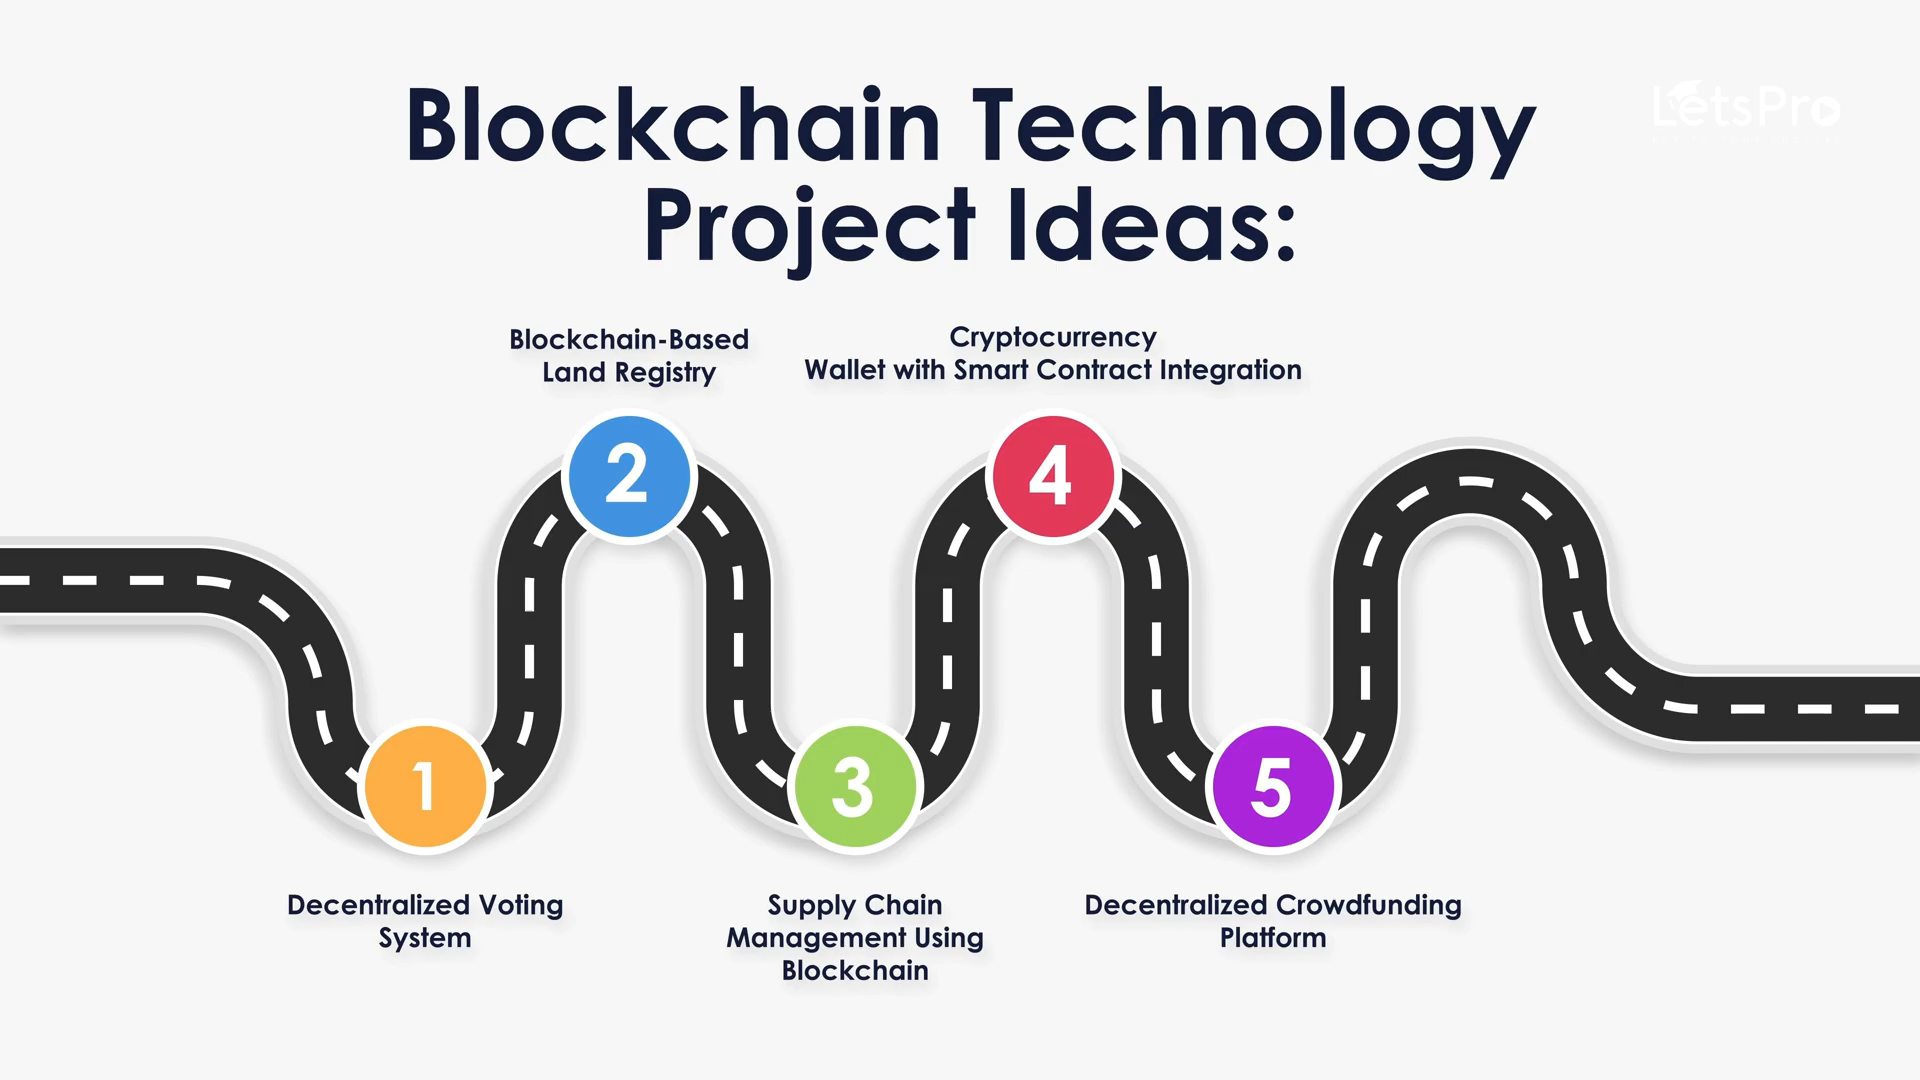 Blockchain Technology
Project Ideas:
LetsPro
Blockchain-Based
Land Registry
Cryptocurrency
Wallet with Smart Contract Integration
2
4
1
3
5
Decentralized Voting
System
Supply Chain
Management Using
Blockchain
Decentralized Crowdfunding
Platform